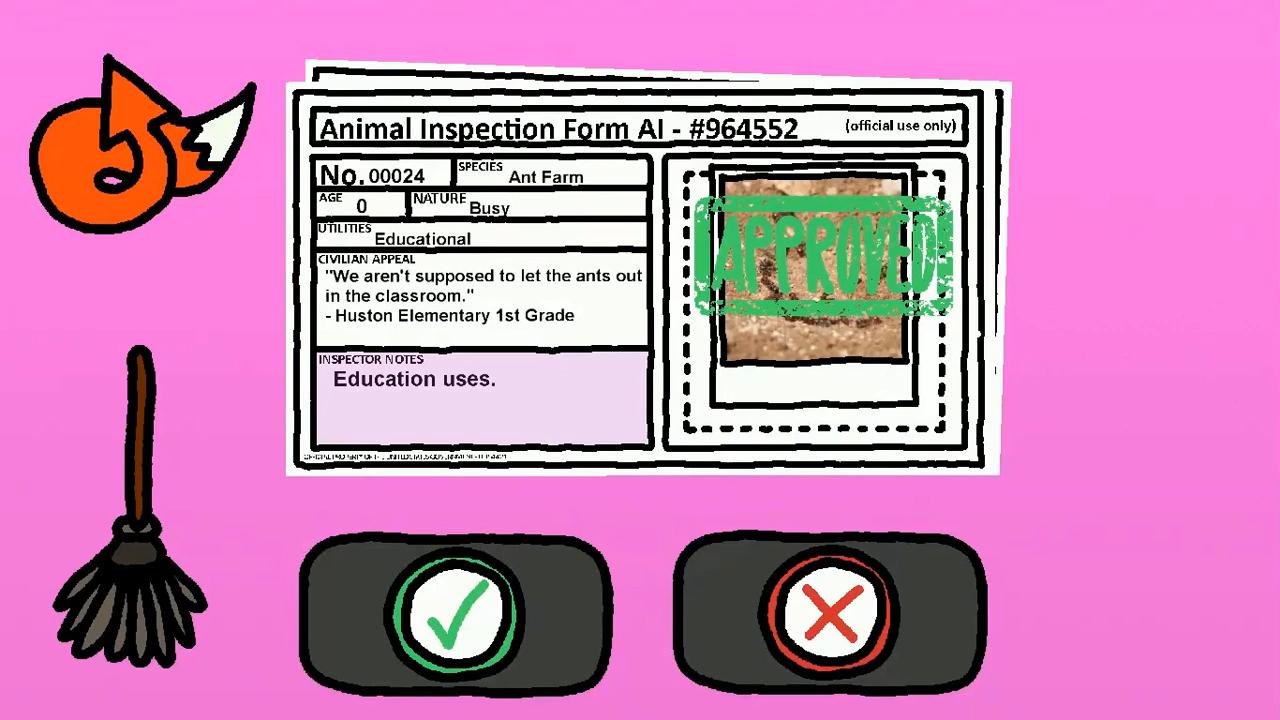 Animal Inspection Form AI - #964552 (official use only)
No. 00024 SPECIES Ant Farm
AGE 0 NATURE Busy
UTILITIES Educational
CIVILIAN APPEAL
"We aren't supposed to let the ants out
in the classroom."
- Huston Elementary 1st Grade
INSPECTOR NOTES
Education uses.
APPROVED